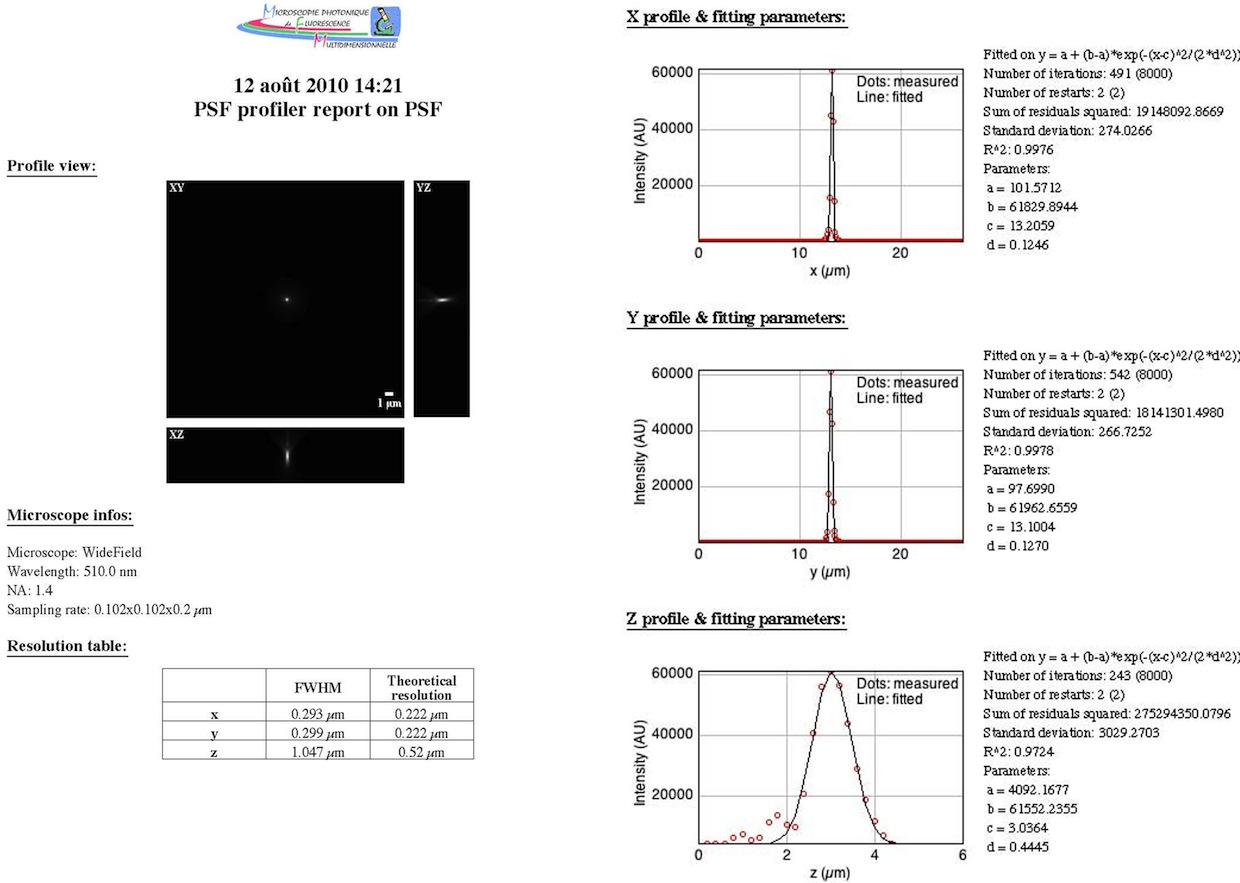 MICROSCOPIE PHOTONIQUE
de FLUORESCENCE
MULTIDIMENSIONNELLE
12 août 2010 14:21
PSF profiler report on PSF
Profile view:
XY
YZ
1 µm
XZ
Microscope infos:
Microscope: WideField
Wavelength: 510.0 nm
NA: 1.4
Sampling rate: 0.102x0.102x0.2 µm
Resolution table:
FWHM Theoretical resolution
x 0.293 µm 0.222 µm
y 0.299 µm 0.222 µm
z 1.047 µm 0.52 µm
X profile & fitting parameters:
60000
40000
20000
Intensity (AU)
Dots: measured
Line: fitted
0 10 20
x (µm)
Fitted on y = a + (b-a)*exp(-(x-c)^2/(2*d^2))
Number of iterations: 491 (8000)
Number of restarts: 2 (2)
Sum of residuals squared: 19148092.8669
Standard deviation: 274.0266
R^2: 0.9976
Parameters:
a = 101.5712
b = 61829.8944
c = 13.2059
d = 0.1246
Y profile & fitting parameters:
60000
40000
20000
Intensity (AU)
Dots: measured
Line: fitted
0 10 20
y (µm)
Fitted on y = a + (b-a)*exp(-(x-c)^2/(2*d^2))
Number of iterations: 542 (8000)
Number of restarts: 2 (2)
Sum of residuals squared: 18141301.4980
Standard deviation: 266.7252
R^2: 0.9978
Parameters:
a = 97.6990
b = 61962.6559
c = 13.1004
d = 0.1270
Z profile & fitting parameters:
60000
40000
20000
Intensity (AU)
Dots: measured
Line: fitted
0 2 4 6
z (µm)
Fitted on y = a + (b-a)*exp(-(x-c)^2/(2*d^2))
Number of iterations: 243 (8000)
Number of restarts: 2 (2)
Sum of residuals squared: 275294350.0796
Standard deviation: 3029.2703
R^2: 0.9724
Parameters:
a = 4092.1677
b = 61552.2355
c = 3.0364
d = 0.4445